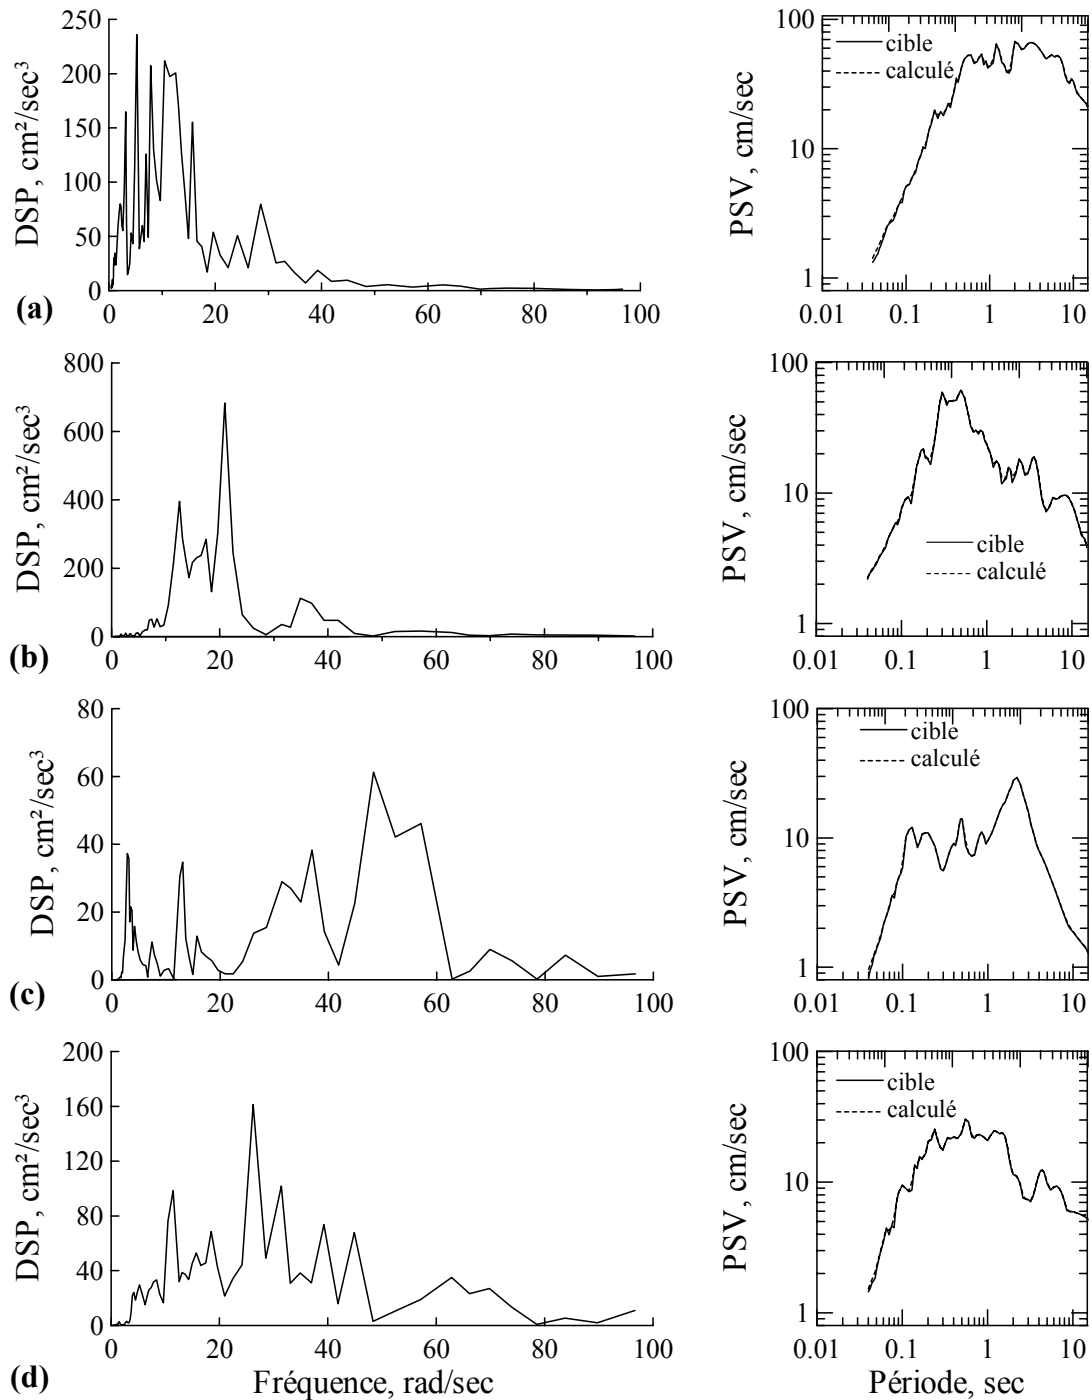 250
200
150
100
50
0
DSP, cm²/sec³
0 20 40 60 80 100
(a)
100
10
1
PSV, cm/sec
cible
calculé
0.01 0.1 1 10
800
600
400
200
0
DSP, cm²/sec³
0 20 40 60 80 100
(b)
100
10
1
PSV, cm/sec
cible
calculé
0.01 0.1 1 10
80
60
40
20
0
DSP, cm²/sec³
0 20 40 60 80 100
(c)
100
10
1
PSV, cm/sec
cible
calculé
0.01 0.1 1 10
200
160
120
80
40
0
DSP, cm²/sec³
0 20 40 60 80 100
(d)
Fréquence, rad/sec
100
10
1
PSV, cm/sec
cible
calculé
0.01 0.1 1 10
Période, sec